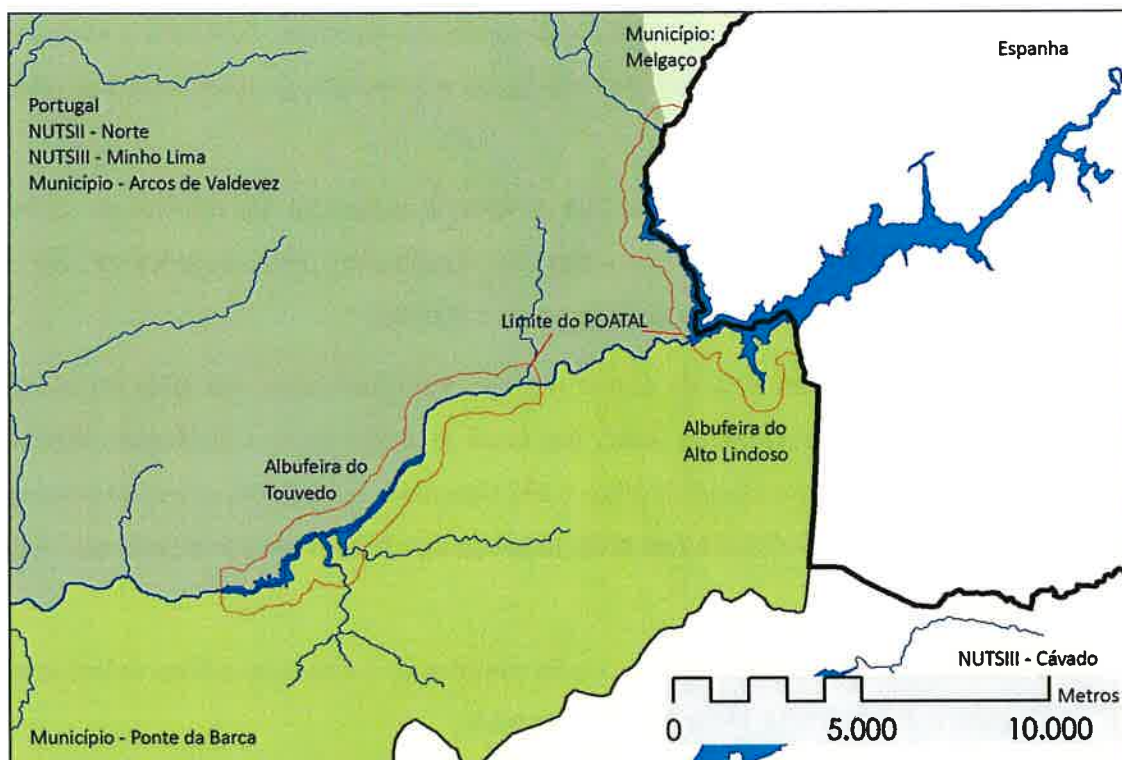 Município:
Melgaço
Espanha
Portugal
NUTSII - Norte
NUTSIII - Minho Lima
Município - Arcos de Valdevez
Limite do POATAL
Albufeira do
Alto Lindoso
Albufeira do
Touvedo
NUTSIII - Cávado
Metros
0 5.000 10.000
Município - Ponte da Barca